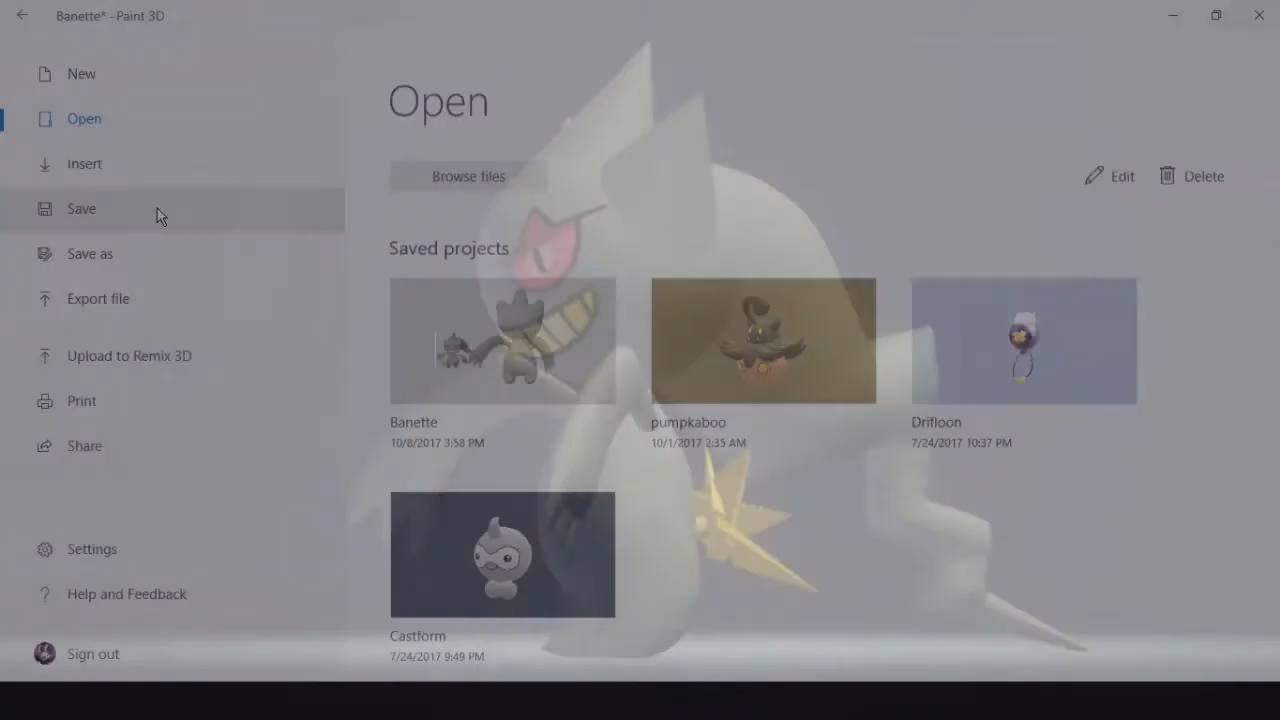 Banette* - Paint 3D
New
Open
Insert
Save
Save as
Export file
Upload to Remix 3D
Print
Share
Settings
Help and Feedback
Sign out
Open
Browse files
Edit
Delete
Saved projects
Banette
10/8/2017 3:58 PM
pumpkaboo
10/1/2017 2:35 AM
Drifloon
7/24/2017 10:37 PM
Castform
7/24/2017 9:49 PM